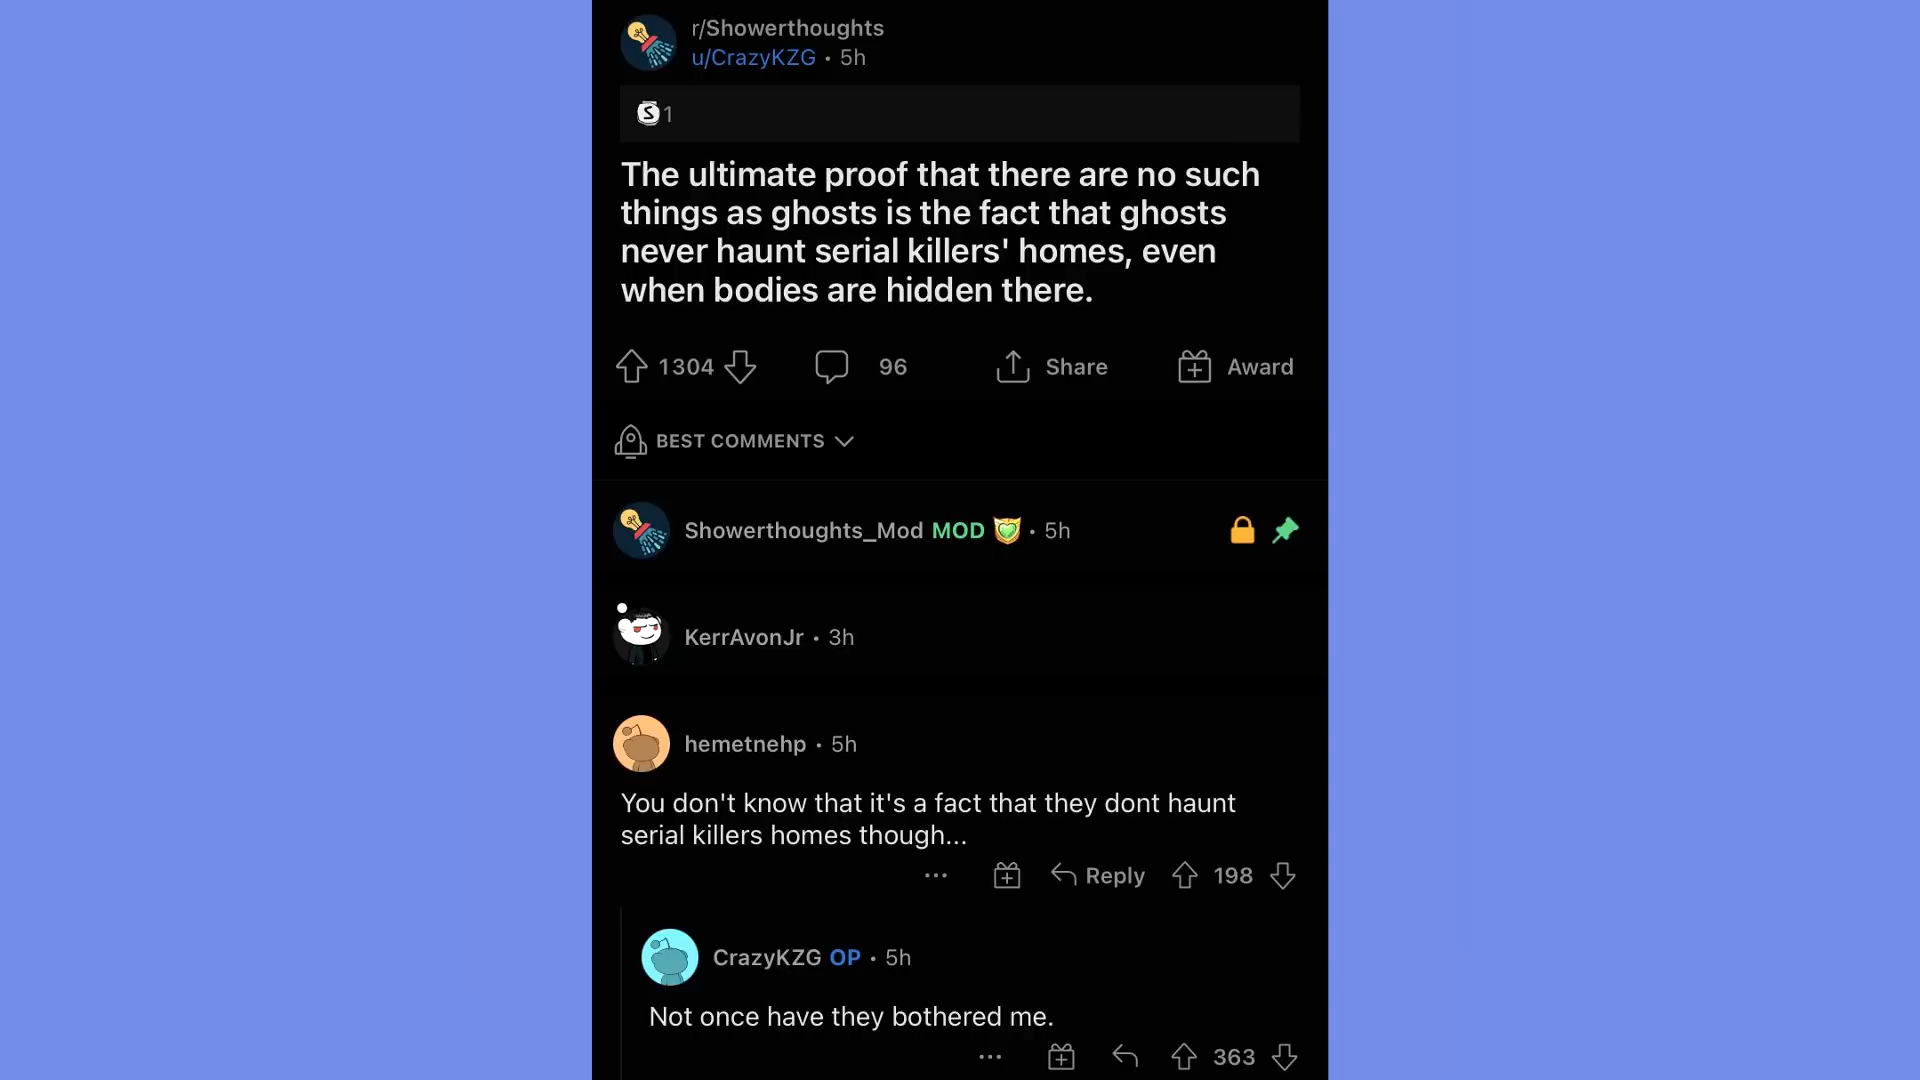 r/Showerthoughts
u/CrazyKZG • 5h
S 1
The ultimate proof that there are no such
things as ghosts is the fact that ghosts
never haunt serial killers' homes, even
when bodies are hidden there.
1304 96 Share Award
BEST COMMENTS
Showerthoughts_Mod MOD • 5h
KerrAvonJr • 3h
hemetnehp • 5h
You don't know that it's a fact that they dont haunt
serial killers homes though...
... Reply 198
CrazyKZG OP • 5h
Not once have they bothered me.
... 363